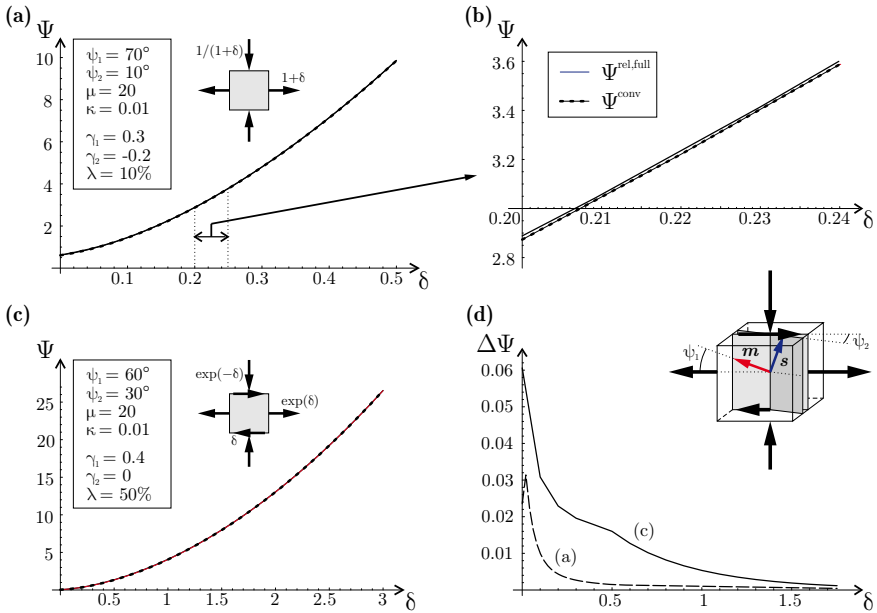 (a)
Ψ
10
8
6
4
2
0.1
0.2
0.3
0.4
0.5
δ
ψ₁ = 70°
ψ₂ = 10°
μ = 20
κ = 0.01
γ₁ = 0.3
γ₂ = -0.2
λ = 10%
1/(1+δ)
1+δ
(b)
Ψ
3.6
3.2
2.8
0.20
0.21
0.22
0.23
0.24
δ
Ψ^rel,full
Ψ^conv
(c)
Ψ
25
20
15
10
5
0
0.5
1
1.5
2
2.5
3
δ
ψ₁ = 60°
ψ₂ = 30°
μ = 20
κ = 0.01
γ₁ = 0.4
γ₂ = 0
λ = 50%
exp(−δ)
exp(δ)
δ
(d)
ΔΨ
0.06
0.05
0.04
0.03
0.02
0.01
0.5
1
1.5
δ
(c)
(a)
ψ₁
m
s
ψ₂